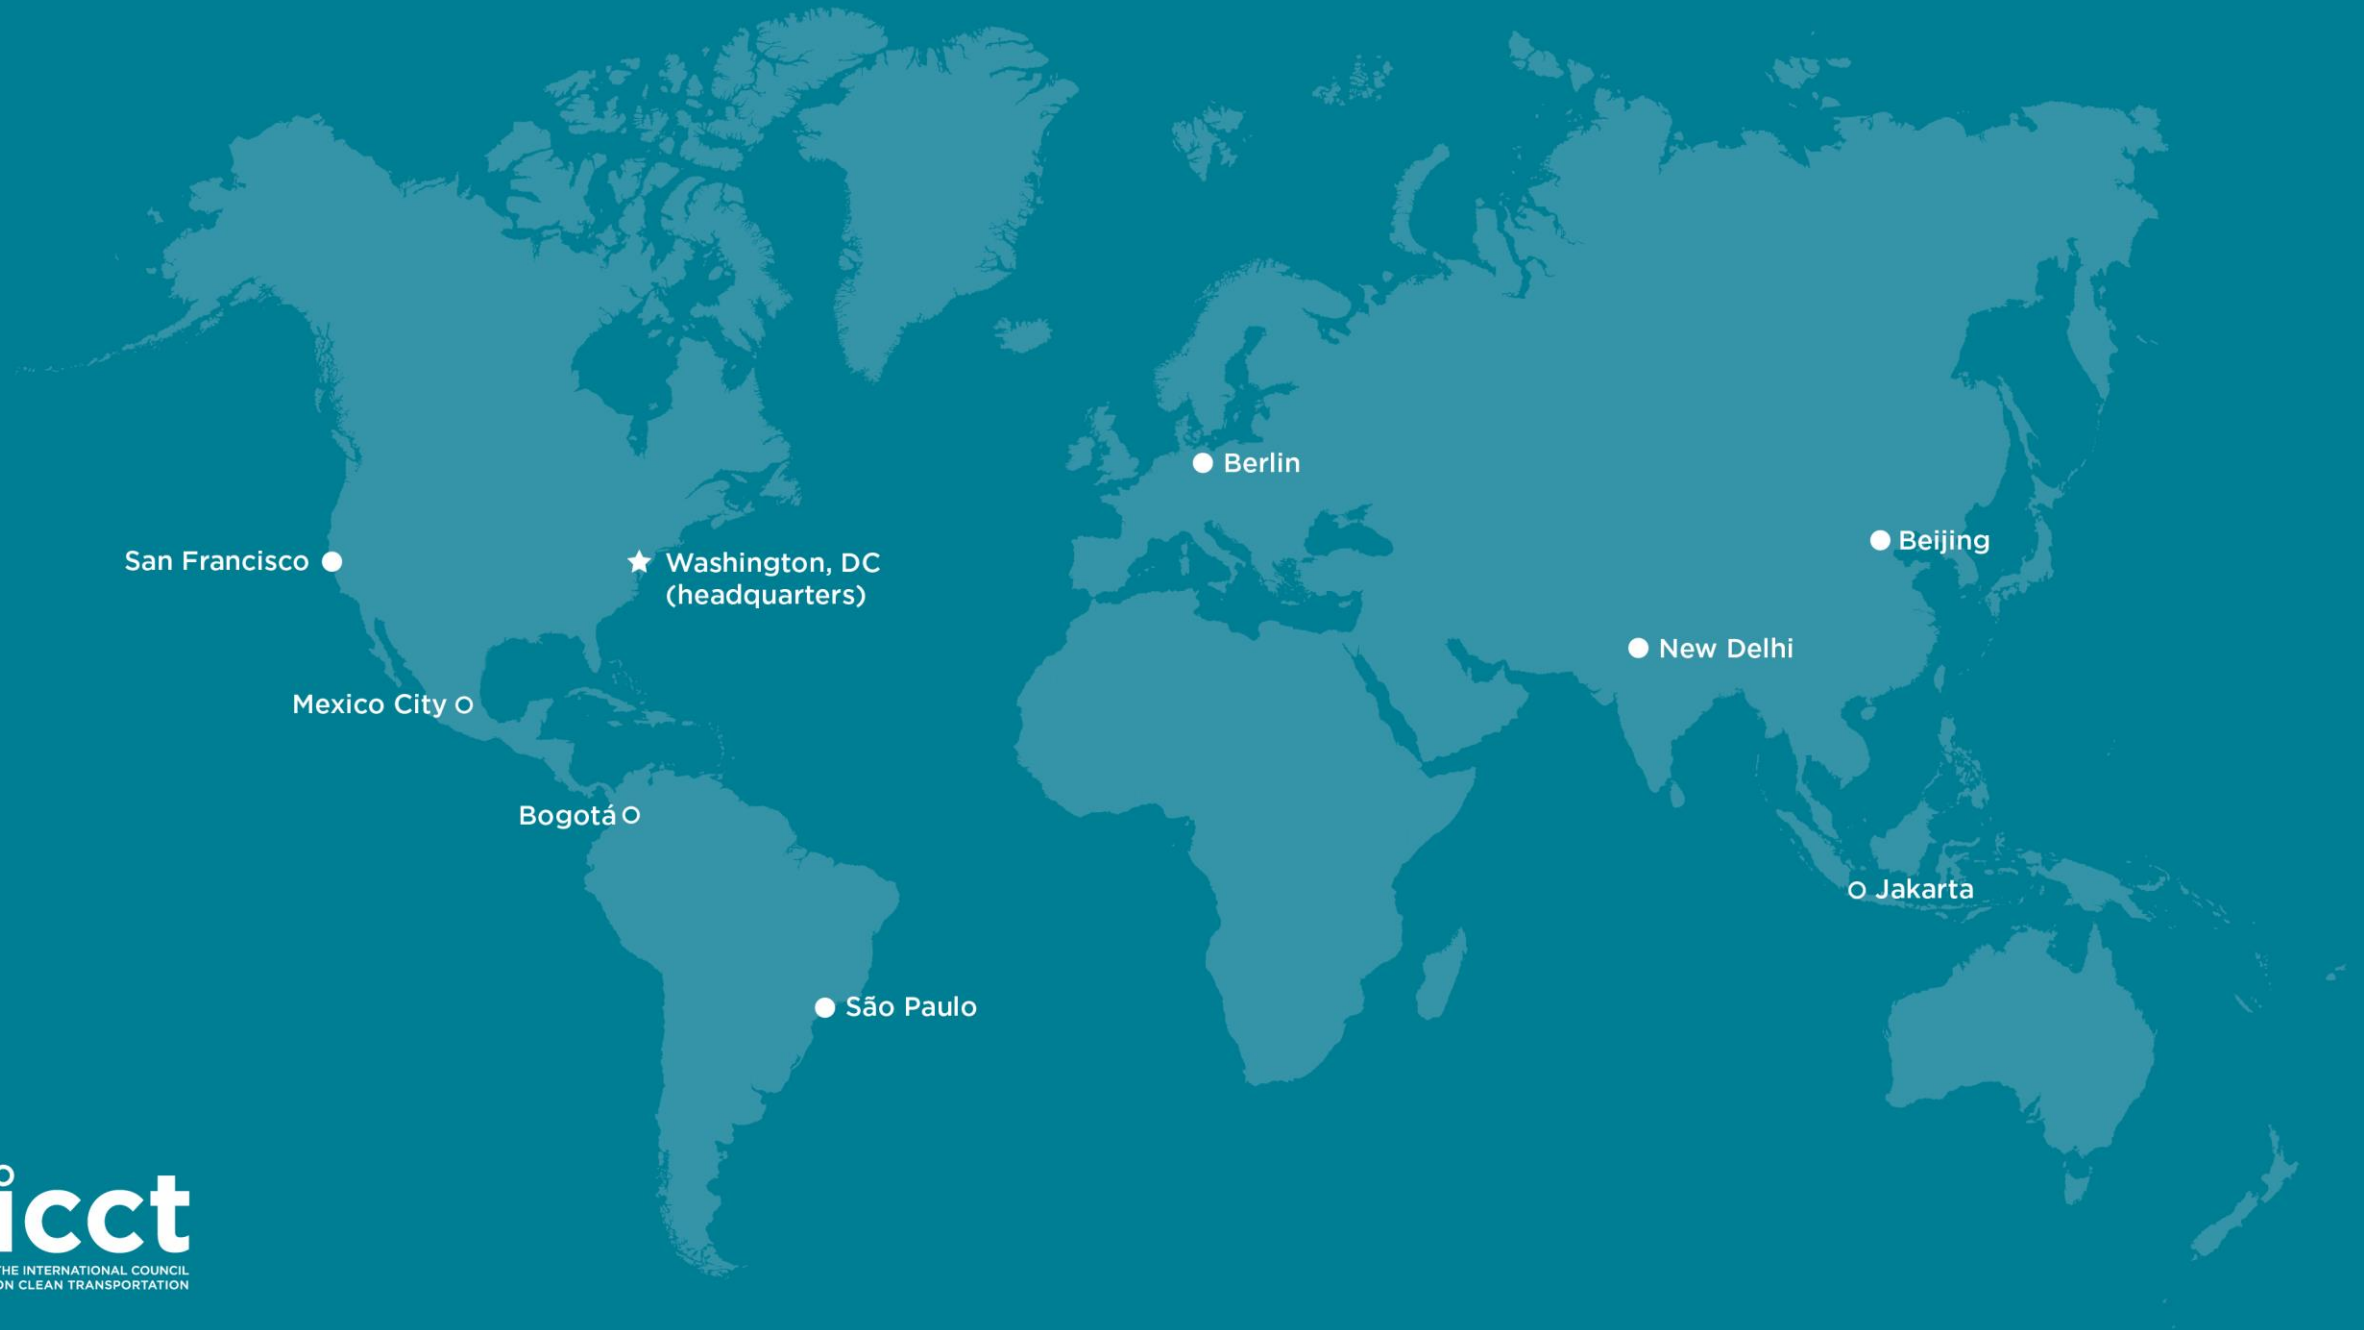 Berlin
Beijing
San Francisco
Washington, DC
(headquarters)
New Delhi
Mexico City
Bogotá
Jakarta
São Paulo
icct
THE INTERNATIONAL COUNCIL
ON CLEAN TRANSPORTATION